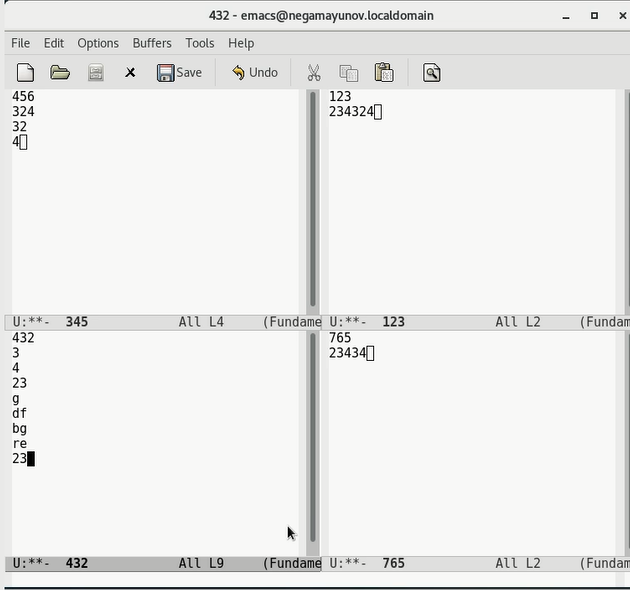 432 - emacs@negamayunov.localdomain
File Edit Options Buffers Tools Help
Save Undo
456
324
32
4
U:**- 345 All L4 (Fundame
123
234324
U:**- 123 All L2 (Fundam
432
3
4
23
g
df
bg
re
23
U:**- 432 All L9 (Fundame
765
23434
U:**- 765 All L2 (Fundam